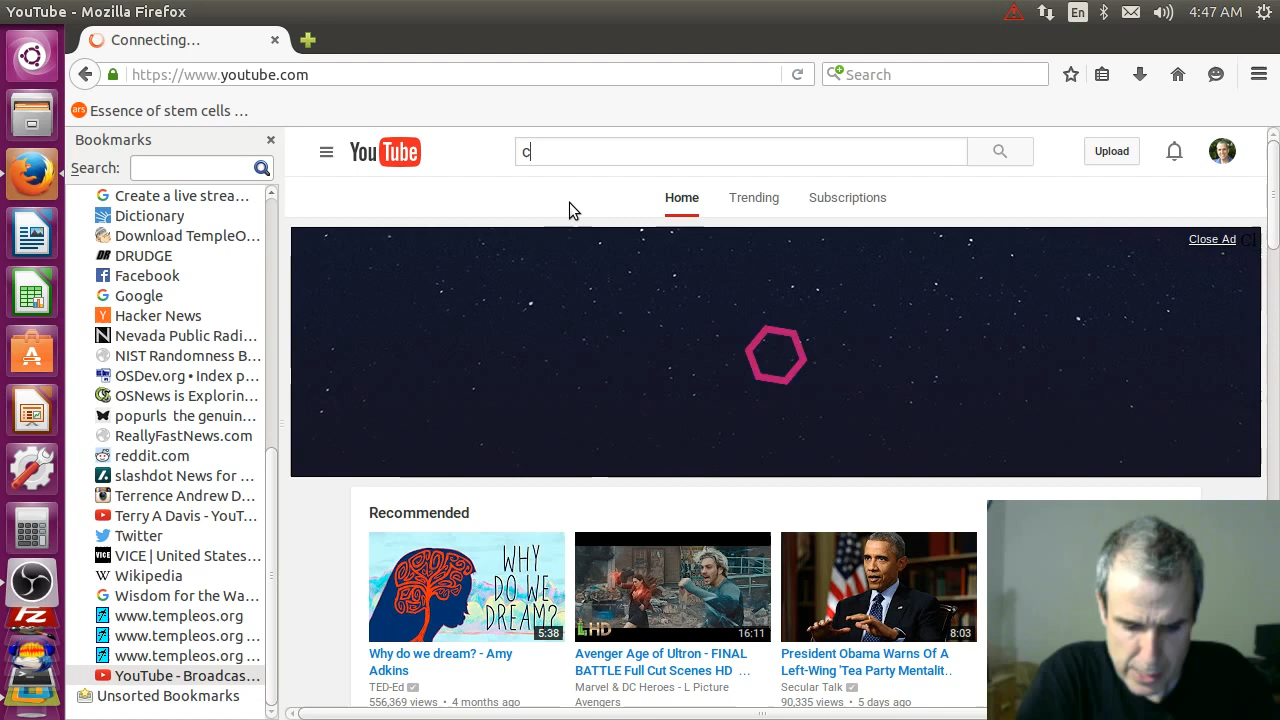 YouTube - Mozilla Firefox
En
4:47 AM
Connecting...
https://www.youtube.com
Search
ars Essence of stem cells ...
Bookmarks
Search:
Create a live strea...
Dictionary
Download TempleO...
DR DRUDGE
Facebook
Google
Y Hacker News
Nevada Public Radi...
NIST Randomness B...
OSDev.org • Index p...
OSNews is Explorin...
popurls the genuin...
ReallyFastNews.com
reddit.com
slashdot News for ...
Terrence Andrew D...
Terry A Davis - YouT...
Twitter
VICE VICE | United States...
W Wikipedia
Wisdom for the Wa...
www.templeos.org
www.templeos.org ...
www.templeos.org ...
YouTube - Broadcas...
Unsorted Bookmarks
YouTube
c
Upload
Home
Trending
Subscriptions
Close Ad
Recommended
WHY
DO WE
DREAM?
5:38
HD
16:11
8:03
Why do we dream? - Amy
Adkins
TED-Ed
556,369 views • 4 months ago
Avenger Age of Ultron - FINAL
BATTLE Full Cut Scenes HD ...
Marvel & DC Heroes - L Picture
Avengers
President Obama Warns Of A
Left-Wing 'Tea Party Mentalit..
Secular Talk
90,335 views • 5 days ago
Fz